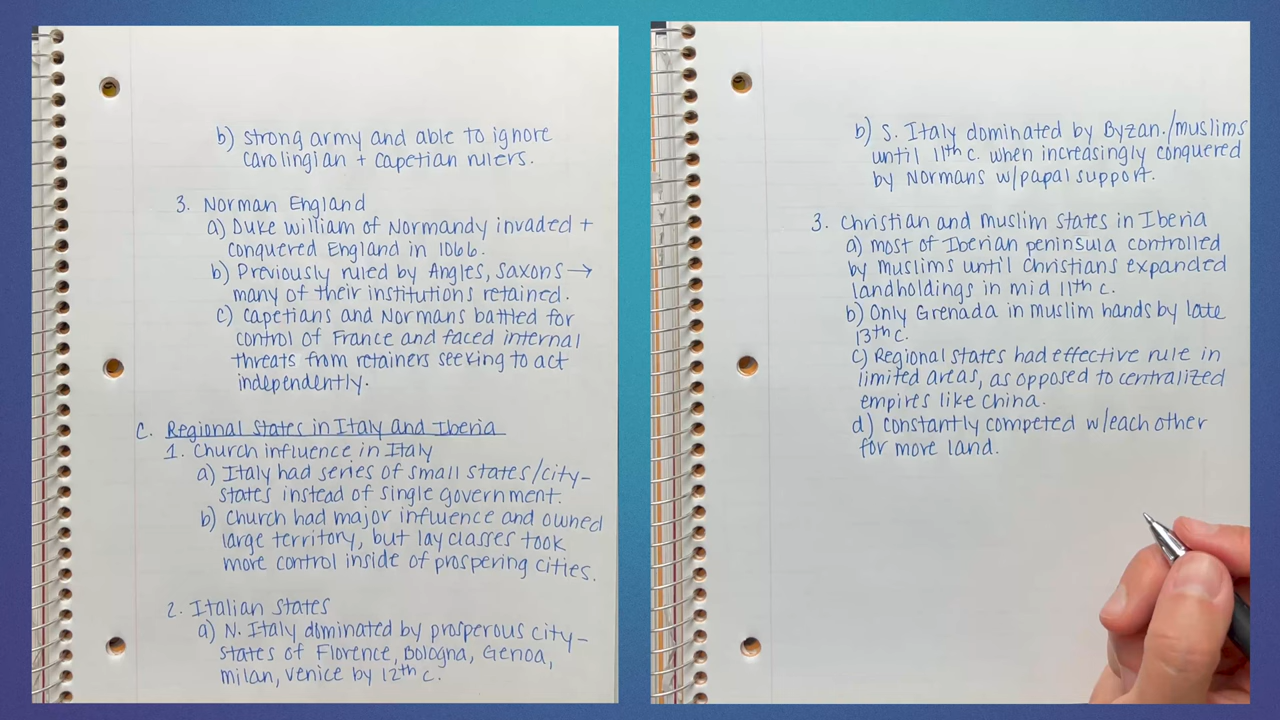 b) strong army and able to ignore
Carolingian + Capetian rulers.
3. Norman England
a) Duke William of Normandy invaded +
conquered England in 1066.
b) Previously ruled by Angles, Saxons →
many of their institutions retained.
c) Capetians and Normans battled for
control of France and faced internal
threats from retainers seeking to act
independently.
C. Regional States in Italy and Iberia
1. Church influence in Italy
a) Italy had series of small states/city-
states instead of single government.
b) Church had major influence and owned
large territory, but lay classes took
more control inside of prospering cities.
2. Italian States
a) N. Italy dominated by prosperous city-
states of Florence, Bologna, Genoa,
Milan, Venice by 12th c.
b) S. Italy dominated by Byzan./Muslims
until 11th c. when increasingly conquered
by Normans w/papal support.
3. Christian and Muslim States in Iberia
a) most of Iberian peninsula controlled
by Muslims until Christians expanded
landholdings in mid 11th c.
b) Only Grenada in Muslim hands by late
13th c.
c) Regional states had effective rule in
limited areas, as opposed to centralized
empires like China.
d) Constantly competed w/each other
for more land.